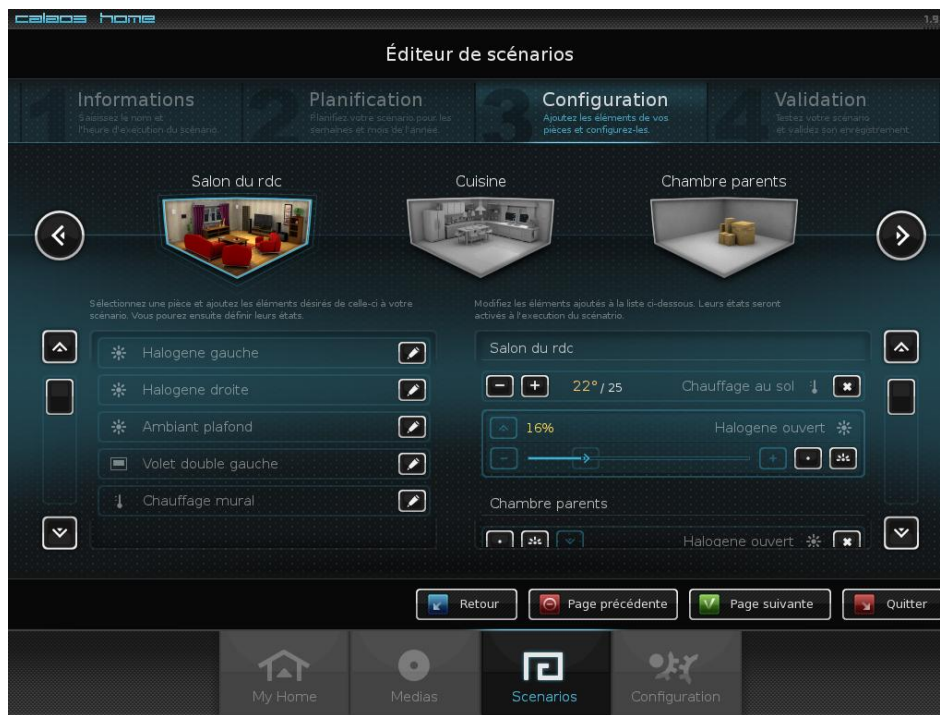 calaos home
1.9
Éditeur de scénarios
1 Informations
Saisissez le nom et
l'heure d'exécution du scénario.
2 Planification
Planifiez votre scénario pour les
semaines et mois de l'année.
3 Configuration
Ajoutez les éléments de vos
pièces et configurez-les.
4 Validation
Testez votre scénario
et validez son enregistrement.
Salon du rdc
Cuisine
Chambre parents
Sélectionnez une pièce et ajoutez les éléments désirés de celle-ci à votre
scénario. Vous pourez ensuite définir leurs états.
Modifiez les éléments ajoutés à la liste ci-dessous. Leurs états seront
activés à l'execution du scénatrio.
Halogene gauche
Halogene droite
Ambiant plafond
Volet double gauche
Chauffage mural
Salon du rdc
22° / 25 Chauffage au sol
16% Halogene ouvert
Chambre parents
Halogene ouvert
Retour
Page précédente
Page suivante
Quitter
My Home
Medias
Scenarios
Configuration